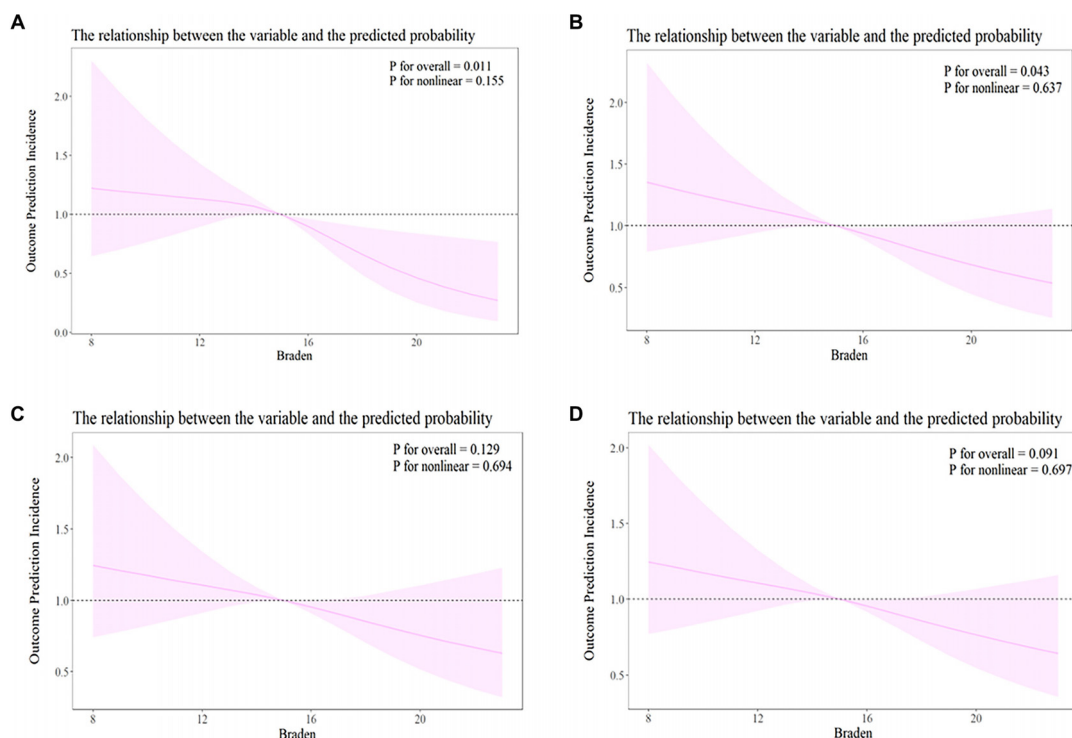 A
The relationship between the variable and the predicted probability
P for overall = 0.011
P for nonlinear = 0.155
Outcome Prediction Incidence
2.0
1.5
1.0
0.5
0.0
8
12
16
20
Braden
B
The relationship between the variable and the predicted probability
P for overall = 0.043
P for nonlinear = 0.637
Outcome Prediction Incidence
2.0
1.5
1.0
0.5
8
12
16
20
Braden
C
The relationship between the variable and the predicted probability
P for overall = 0.129
P for nonlinear = 0.694
Outcome Prediction Incidence
2.0
1.5
1.0
0.5
8
12
16
20
Braden
D
The relationship between the variable and the predicted probability
P for overall = 0.091
P for nonlinear = 0.697
Outcome Prediction Incidence
2.0
1.5
1.0
0.5
8
12
16
20
Braden